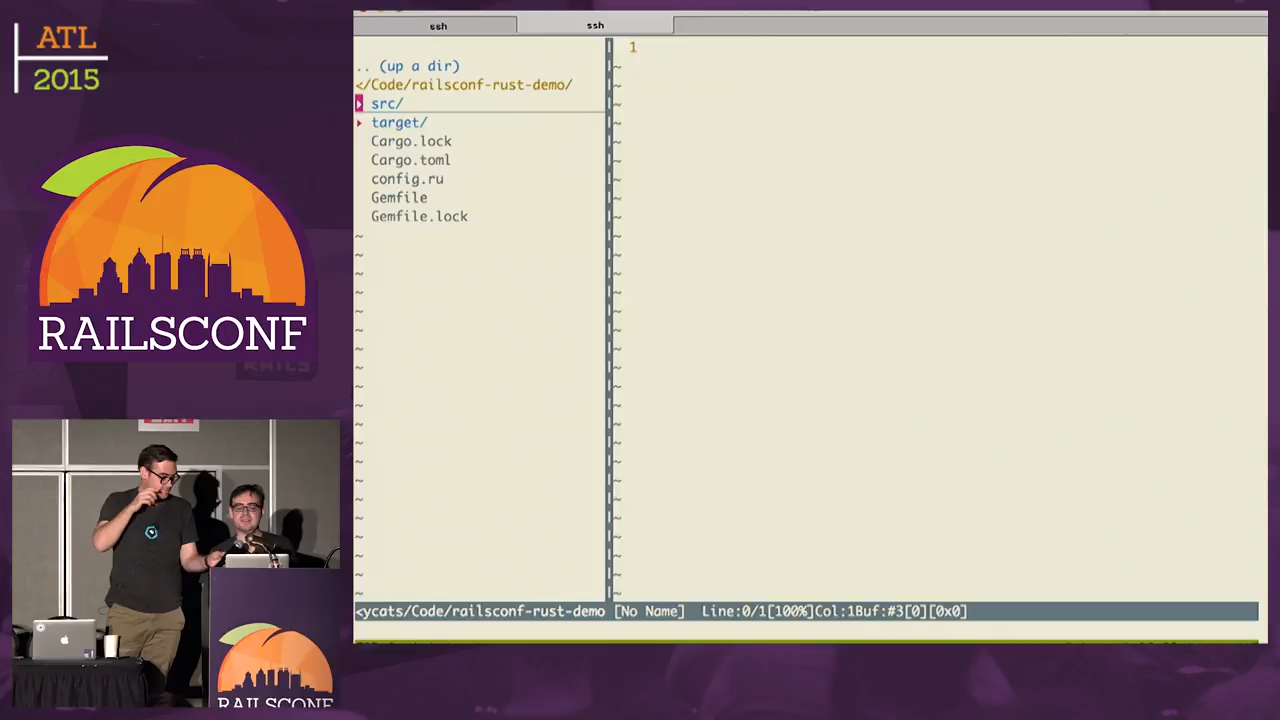 ATL
2015
RAILSCONF
ssh
ssh
.. (up a dir)
</Code/railsconf-rust-demo/
src/
target/
Cargo.lock
Cargo.toml
config.ru
Gemfile
Gemfile.lock
1
<ycats/Code/railsconf-rust-demo [No Name] Line:0/1[100%]Col:1Buf:#3[0][0x0]
RAILSCONF